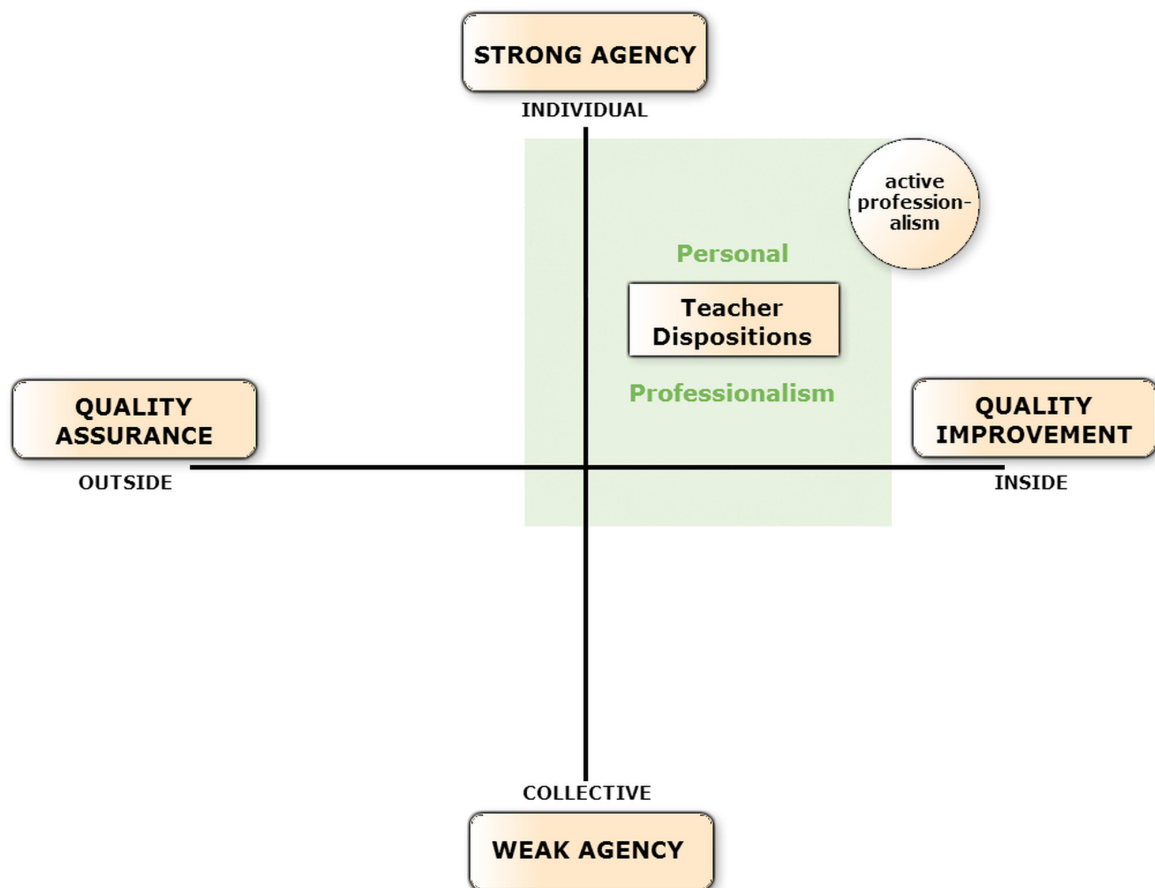 STRONG AGENCY
INDIVIDUAL
active
profession-
alism
Personal
Teacher
Dispositions
Professionalism
QUALITY
ASSURANCE
OUTSIDE
QUALITY
IMPROVEMENT
INSIDE
COLLECTIVE
WEAK AGENCY